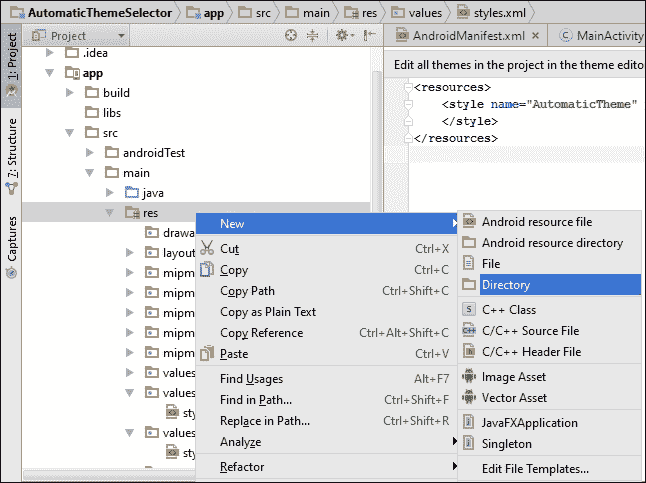 AutomaticThemeSelector app src main res values styles.xml
1: Project
7: Structure
Captures
Project
AndroidManifest.xml
MainActivity
.idea
app
build
libs
src
androidTest
main
java
res
drawa
layout
mipm
mipm
mipm
mipm
mipm
values
values
st
values
st
Edit all themes in the project in the theme editor
<resources>
<style name="AutomaticTheme"
</style>
</resources>
New
Cut Ctrl+X
Copy Ctrl+C
Copy Path Ctrl+Shift+C
Copy as Plain Text
Copy Reference Ctrl+Alt+Shift+C
Paste Ctrl+V
Find Usages Alt+F7
Find in Path... Ctrl+Shift+F
Replace in Path... Ctrl+Shift+R
Analyze
Refactor
Android resource file
Android resource directory
File
Directory
C++ Class
C/C++ Source File
C/C++ Header File
Image Asset
Vector Asset
JavaFXApplication
Singleton
Edit File Templates...